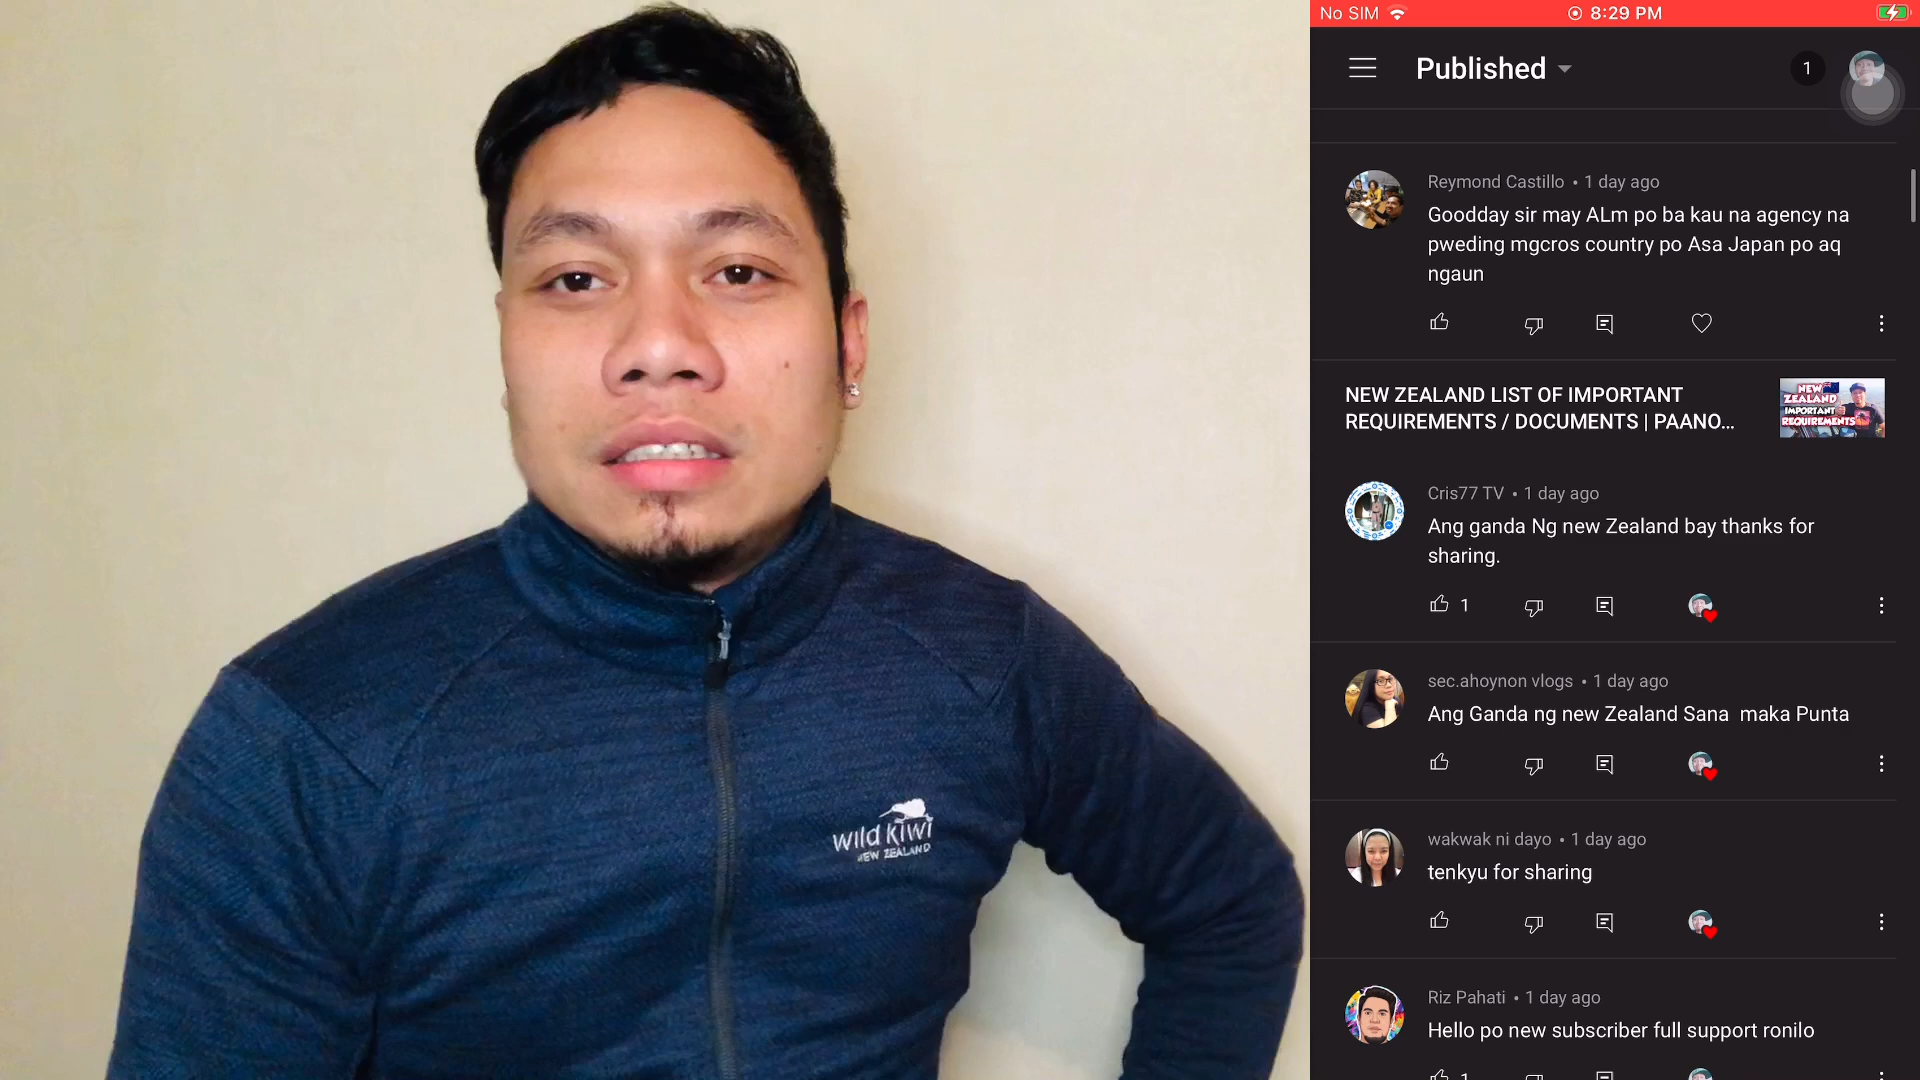 wild kiwi
NEW ZEALAND
No SIM
8:29 PM
Published
1
Reymond Castillo • 1 day ago
Goodday sir may ALm po ba kau na agency na
pweding mgcros country po Asa Japan po aq
ngaun
NEW ZEALAND LIST OF IMPORTANT
REQUIREMENTS / DOCUMENTS | PAANO...
NEW
ZEALAND
IMPORTANT
REQUIREMENTS
Cris77 TV • 1 day ago
Ang ganda Ng new Zealand bay thanks for
sharing.
1
sec.ahoynon vlogs • 1 day ago
Ang Ganda ng new Zealand Sana maka Punta
wakwak ni dayo • 1 day ago
tenkyu for sharing
Riz Pahati • 1 day ago
Hello po new subscriber full support ronilo
1